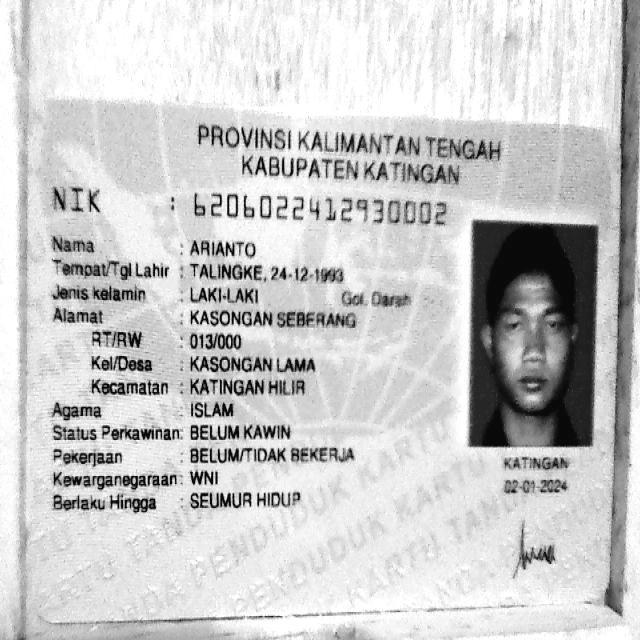 PROVINSI KALIMANTAN TENGAH
KABUPATEN KATINGAN
NIK : 6206022412930002
Nama : ARIANTO
Tempat/Tgl Lahir : TALINGKE, 24-12-1993
Jenis kelamin : LAKI-LAKI Gol. Darah
Alamat : KASONGAN SEBERANG
RT/RW : 013/000
Kel/Desa : KASONGAN LAMA
Kecamatan : KATINGAN HILIR
Agama : ISLAM
Status Perkawinan: BELUM KAWIN
Pekerjaan : BELUM/TIDAK BEKERJA
Kewarganegaraan: WNI
Berlaku Hingga : SEUMUR HIDUP
KATINGAN
02-01-2024